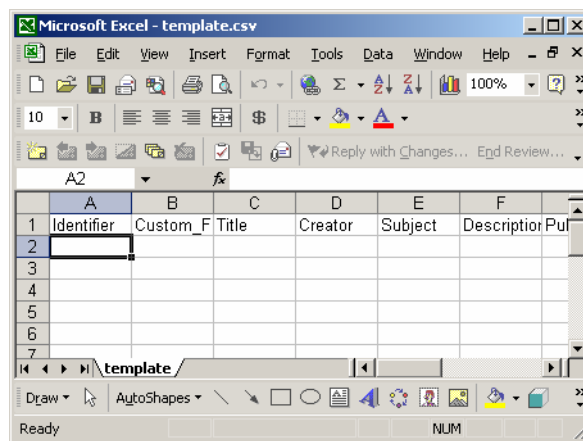 Microsoft Excel - template.csv
File Edit View Insert Format Tools Data Window Help
Σ A Z Z A 100% ?
10 B $ A
Reply with Changes... End Review...
A2 fx
A B C D E F
1 Identifier Custom_F Title Creator Subject Description Pul
2
3
4
5
6
7
template
Draw AutoShapes
Ready NUM